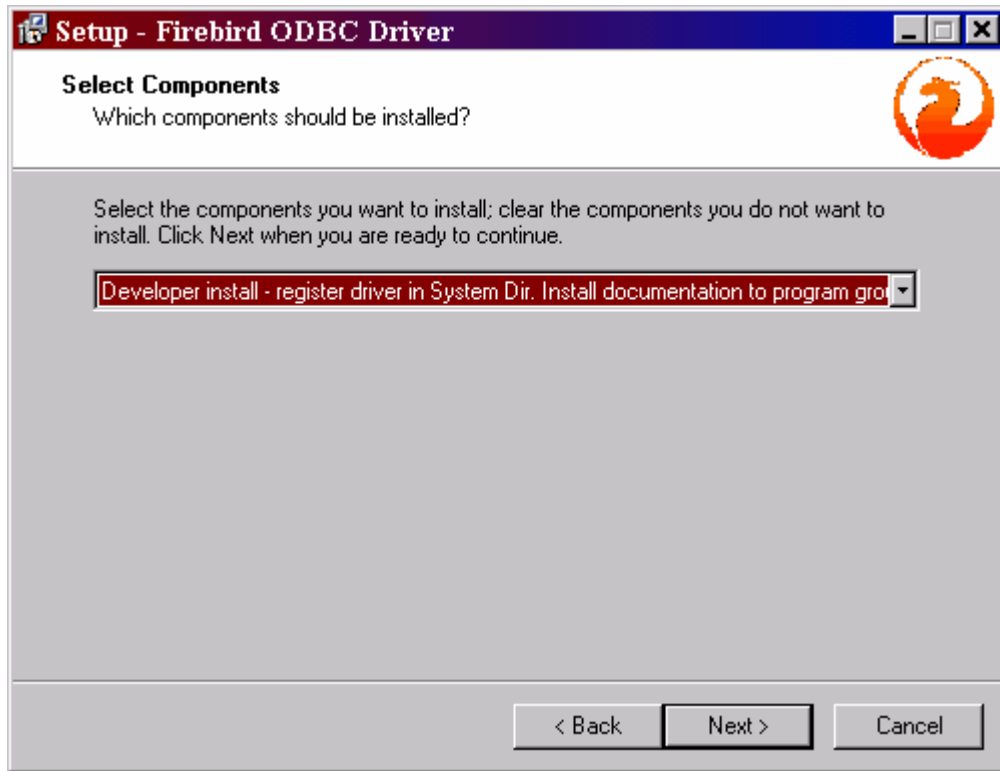 Setup - Firebird ODBC Driver
Select Components
Which components should be installed?
Select the components you want to install; clear the components you do not want to
install. Click Next when you are ready to continue.
Developer install - register driver in System Dir. Install documentation to program
< Back Next > Cancel